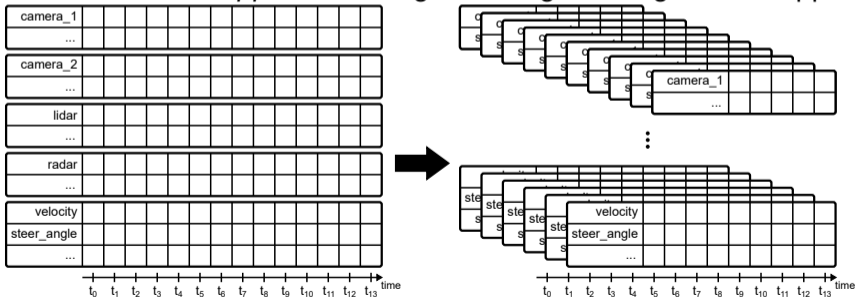 camera_1
...
camera_2
...
lidar
...
radar
...
velocity
steer_angle
...
t0 t1 t2 t3 t4 t5 t6 t7 t8 t9 t10 t11 t12 t13 time
camera_1
...
velocity
steer_angle
...
t0 t1 t2 t3 t4 t5 t6 t7 t8 t9 t10 t11 t12 t13 time